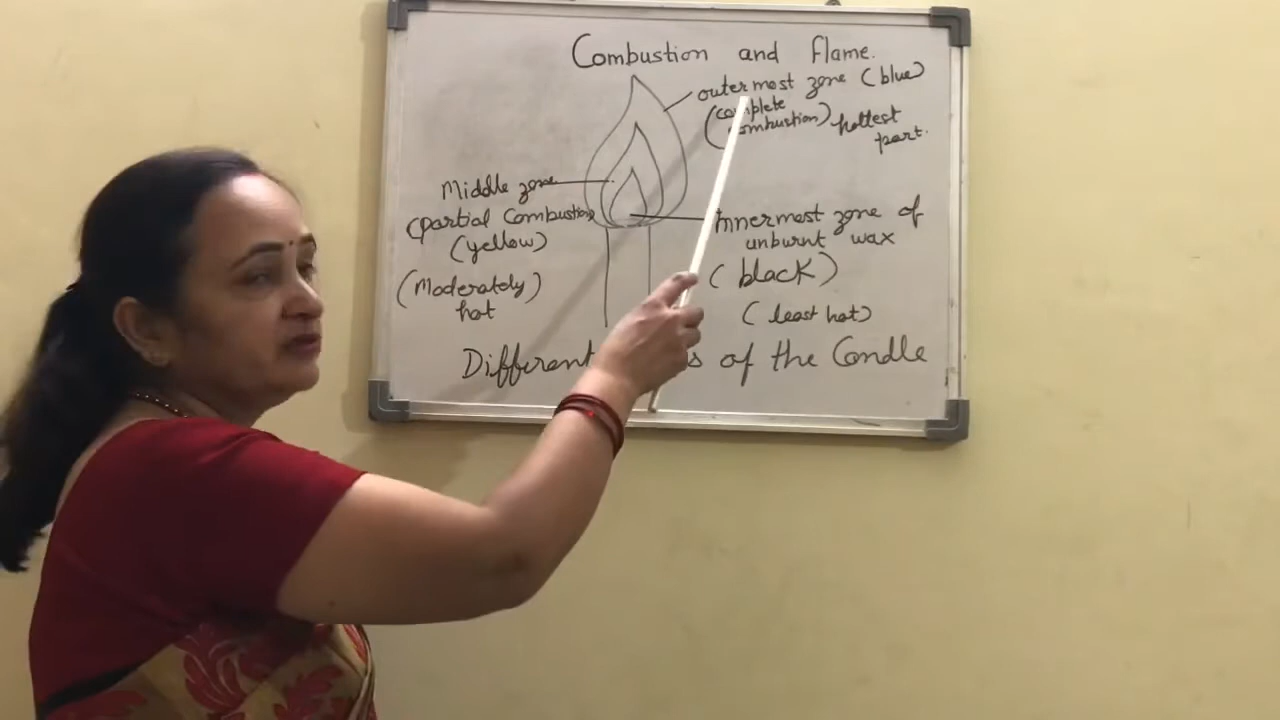 Combustion and Flame.
outermost zone (blue)
(complete
combustion) hottest
part.
Middle zone
(partial Combustion)
(yellow)
(Moderately)
hot
Innermost zone of
unburnt wax
(black)
(least hot)
Different of the Candle